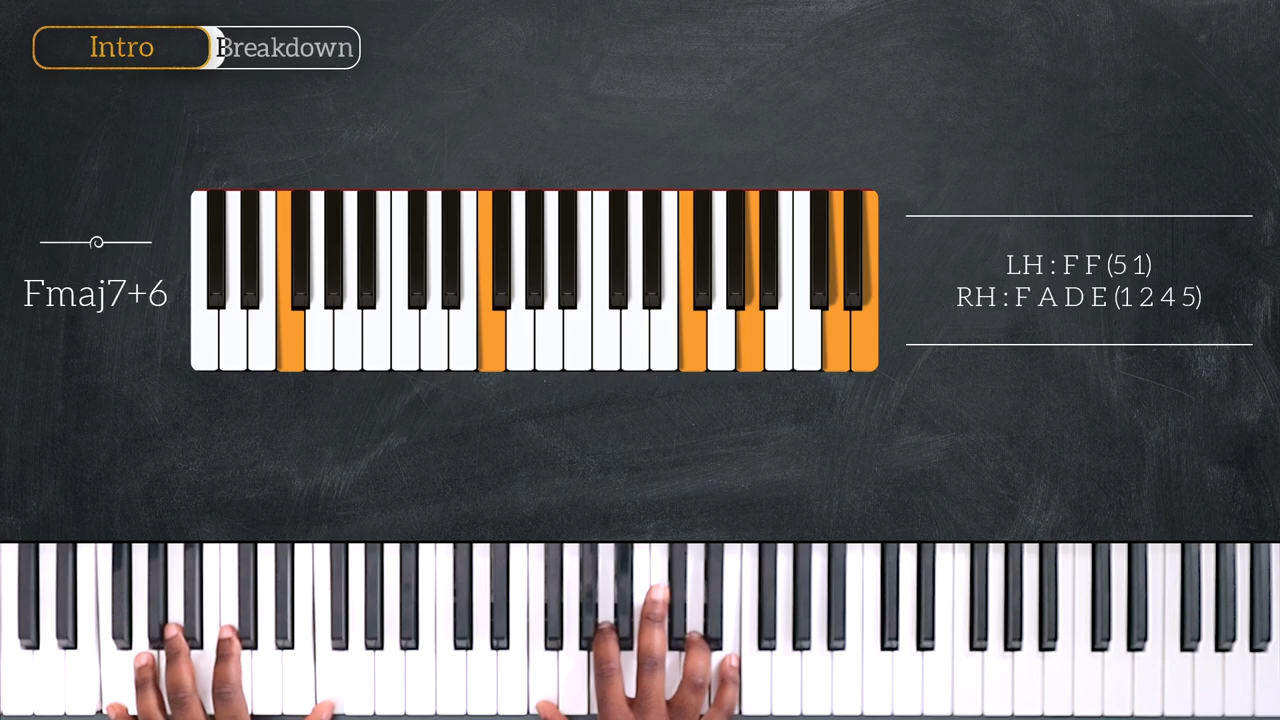 Intro
Breakdown
Fmaj7+6
LH : F F (5 1)
RH : F A D E (1 2 4 5)